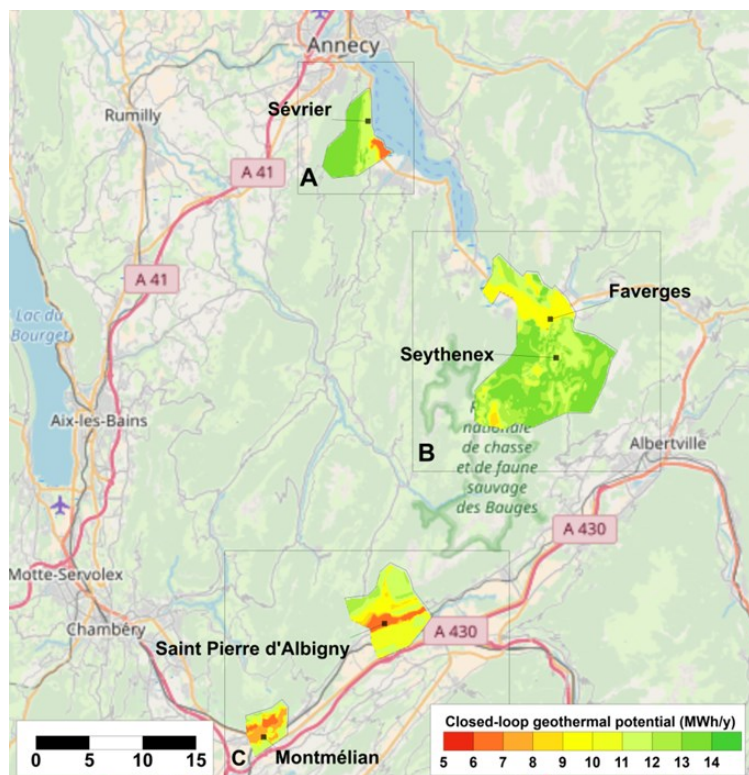 Annecy
Rumilly
Sévrier
A 41
A
A 41
Faverges
Lac du
Bourget
Seythenex
Aix-les-Bains
nationale
de chasse
et de faune
sauvage
des Bauges
B
Albertville
A 430
Motte-Servolex
Chambéry
Saint Pierre d'Albigny
A 430
C
Montmélian
0 5 10 15
Closed-loop geothermal potential (MWh/y)
5 6 7 8 9 10 11 12 13 14